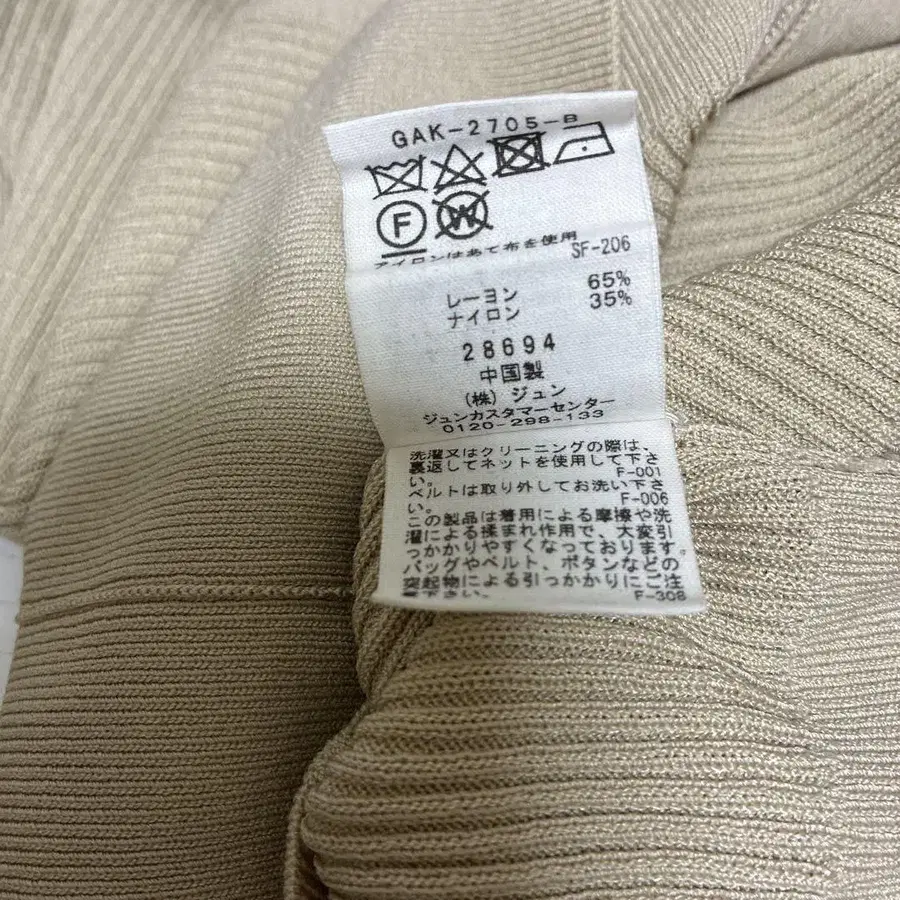 GAK-2705-B
F
W
アイロンはあて布を使用
SF-206
レーヨン 65%
ナイロン 35%
28694
中国製
(株) ジュン
ジュンカスタマーセンター
0120-298-133
洗濯又はクリーニングの際は、
裏返してネットを使用して下さ
い。 F-001
ベルトは取り外してお洗い下さ
い。 F-006
この製品は着用による摩擦や洗
濯による揉まれ作用で、大変引
っかかりやすくなっております。
バッグやベルト、ボタンなどの
突起物による引っかかりにご注
意下さい。 F-308